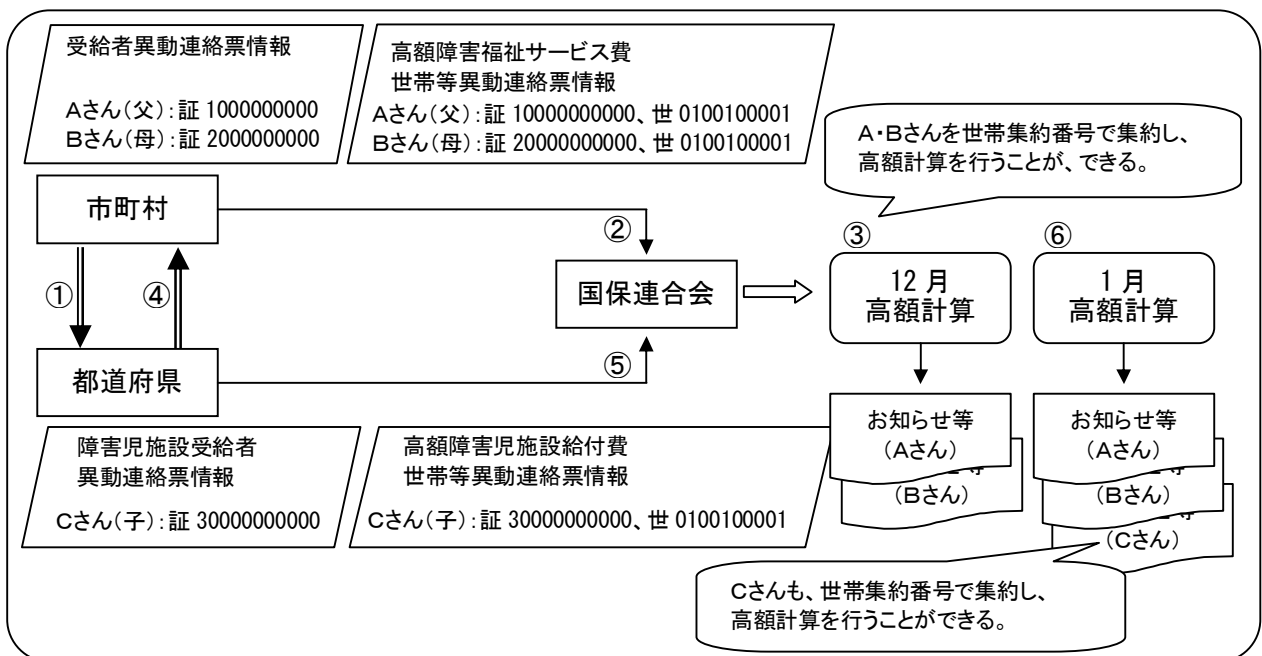 受給者異動連絡票情報
Aさん(父):証 1000000000
Bさん(母):証 2000000000
高額障害福祉サービス費
世帯等異動連絡票情報
Aさん(父):証 10000000000、世 0100100001
Bさん(母):証 20000000000、世 0100100001
A・Bさんを世帯集約番号で集約し、
高額計算を行うことが、できる。
市町村
②
③
⑥
①
④
国保連合会
12 月
高額計算
1 月
高額計算
都道府県
⑤
障害児施設受給者
異動連絡票情報
Cさん(子):証 30000000000
高額障害児施設給付費
世帯等異動連絡票情報
Cさん(子):証 30000000000、世 0100100001
お知らせ等
(Aさん)
(Bさん)
お知らせ等
(Aさん)
(Bさん)
(Cさん)
Cさんも、世帯集約番号で集約し、
高額計算を行うことができる。